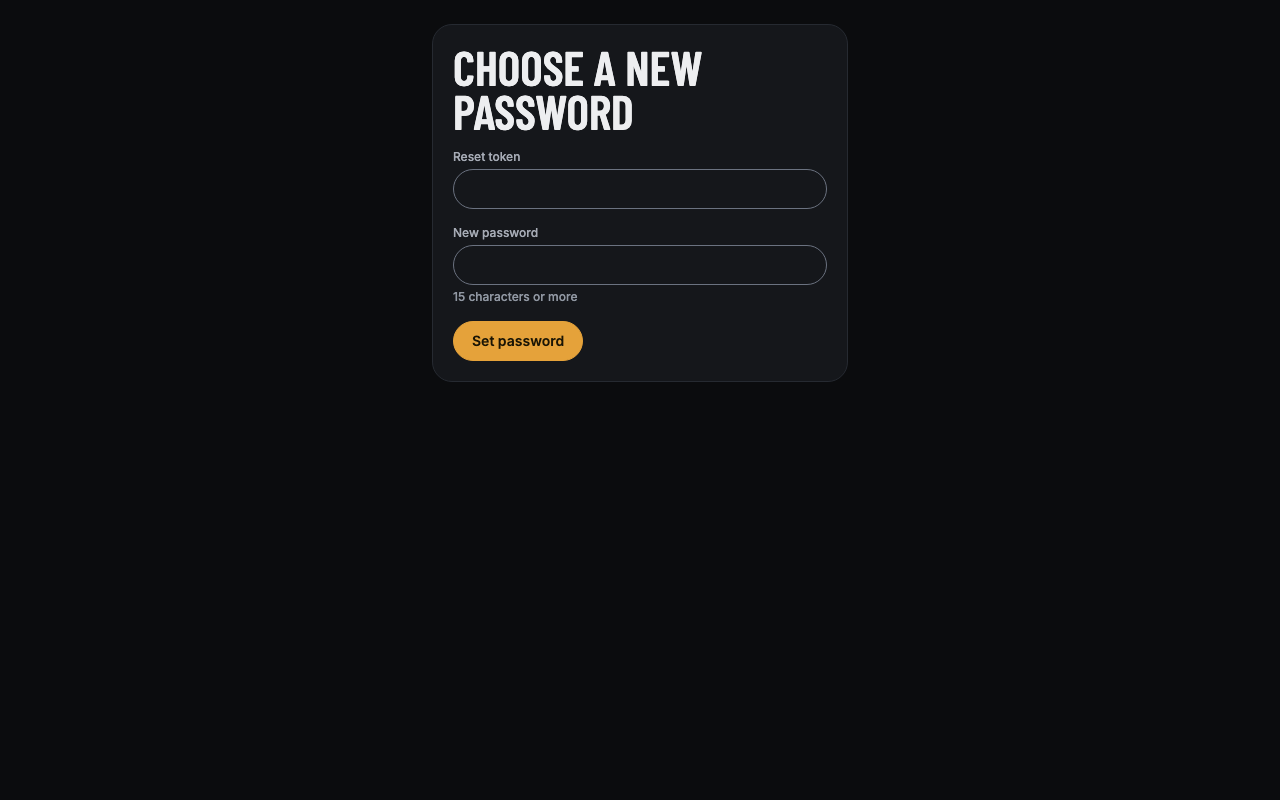 CHOOSE A NEW
PASSWORD
Reset token
New password
15 characters or more
Set password